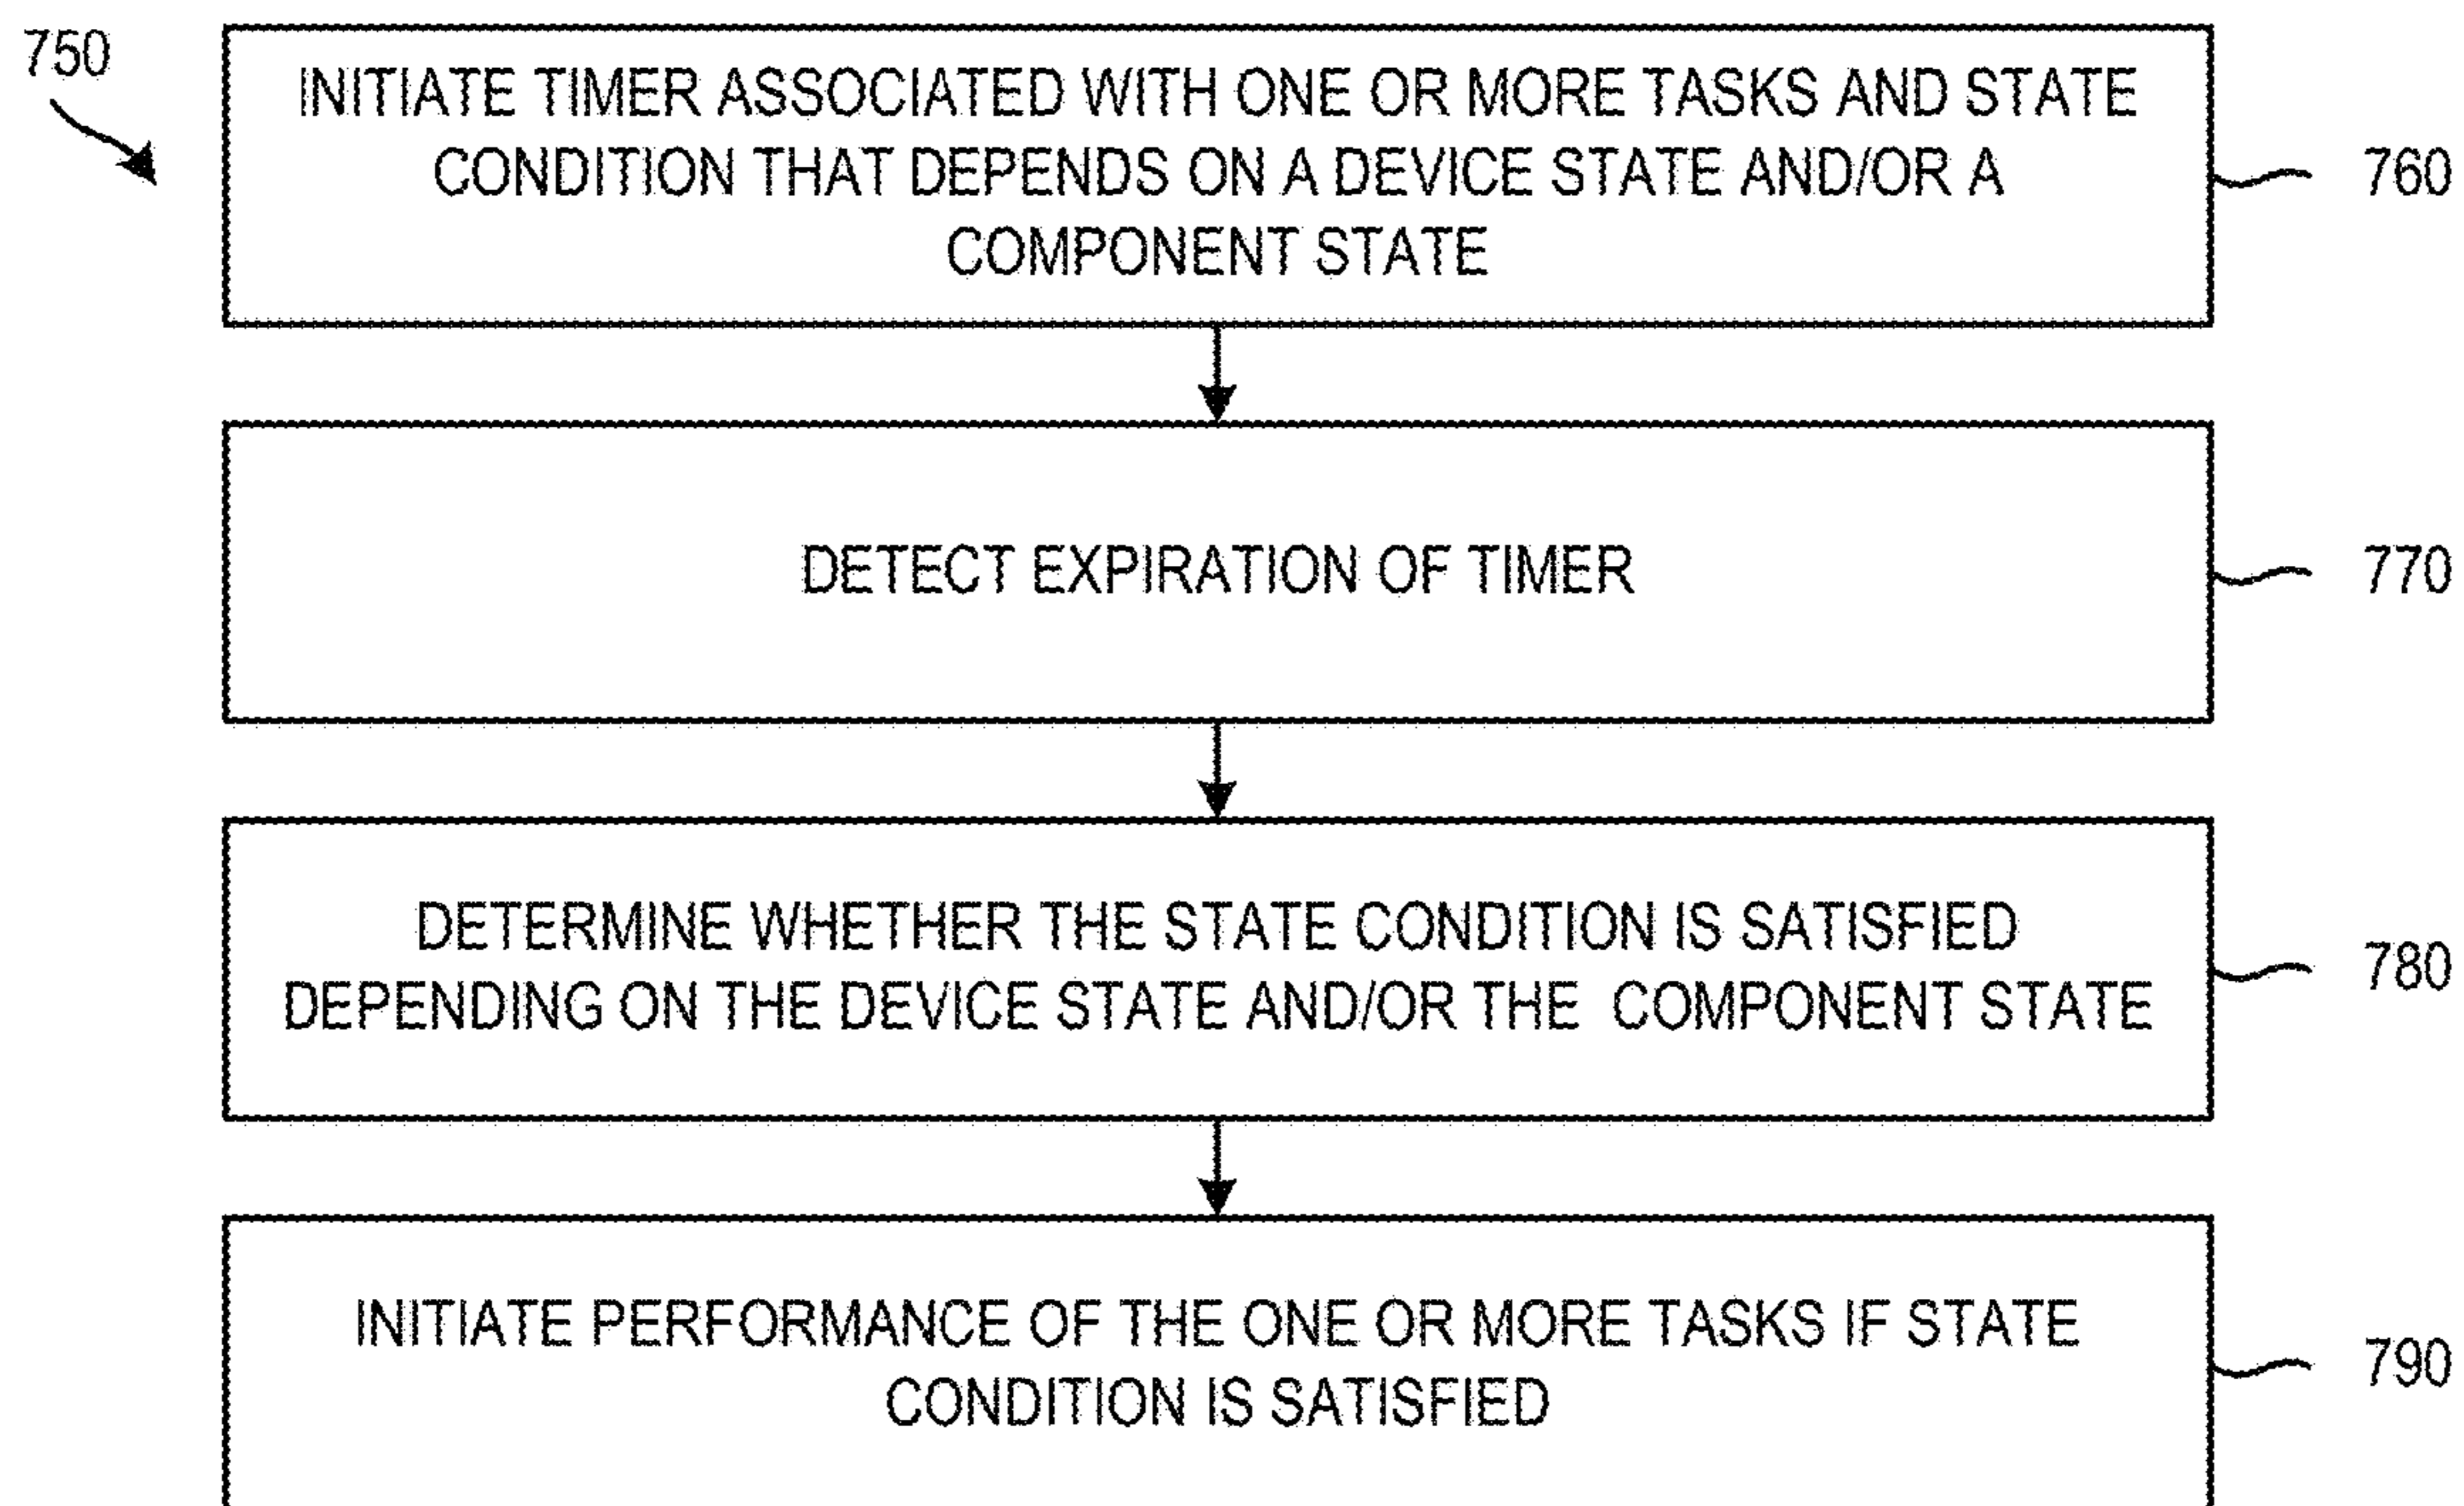 750
INITIATE TIMER ASSOCIATED WITH ONE OR MORE TASKS AND STATE
CONDITION THAT DEPENDS ON A DEVICE STATE AND/OR A
COMPONENT STATE
760
DETECT EXPIRATION OF TIMER
770
DETERMINE WHETHER THE STATE CONDITION IS SATISFIED
DEPENDING ON THE DEVICE STATE AND/OR THE COMPONENT STATE
780
INITIATE PERFORMANCE OF THE ONE OR MORE TASKS IF STATE
CONDITION IS SATISFIED
790